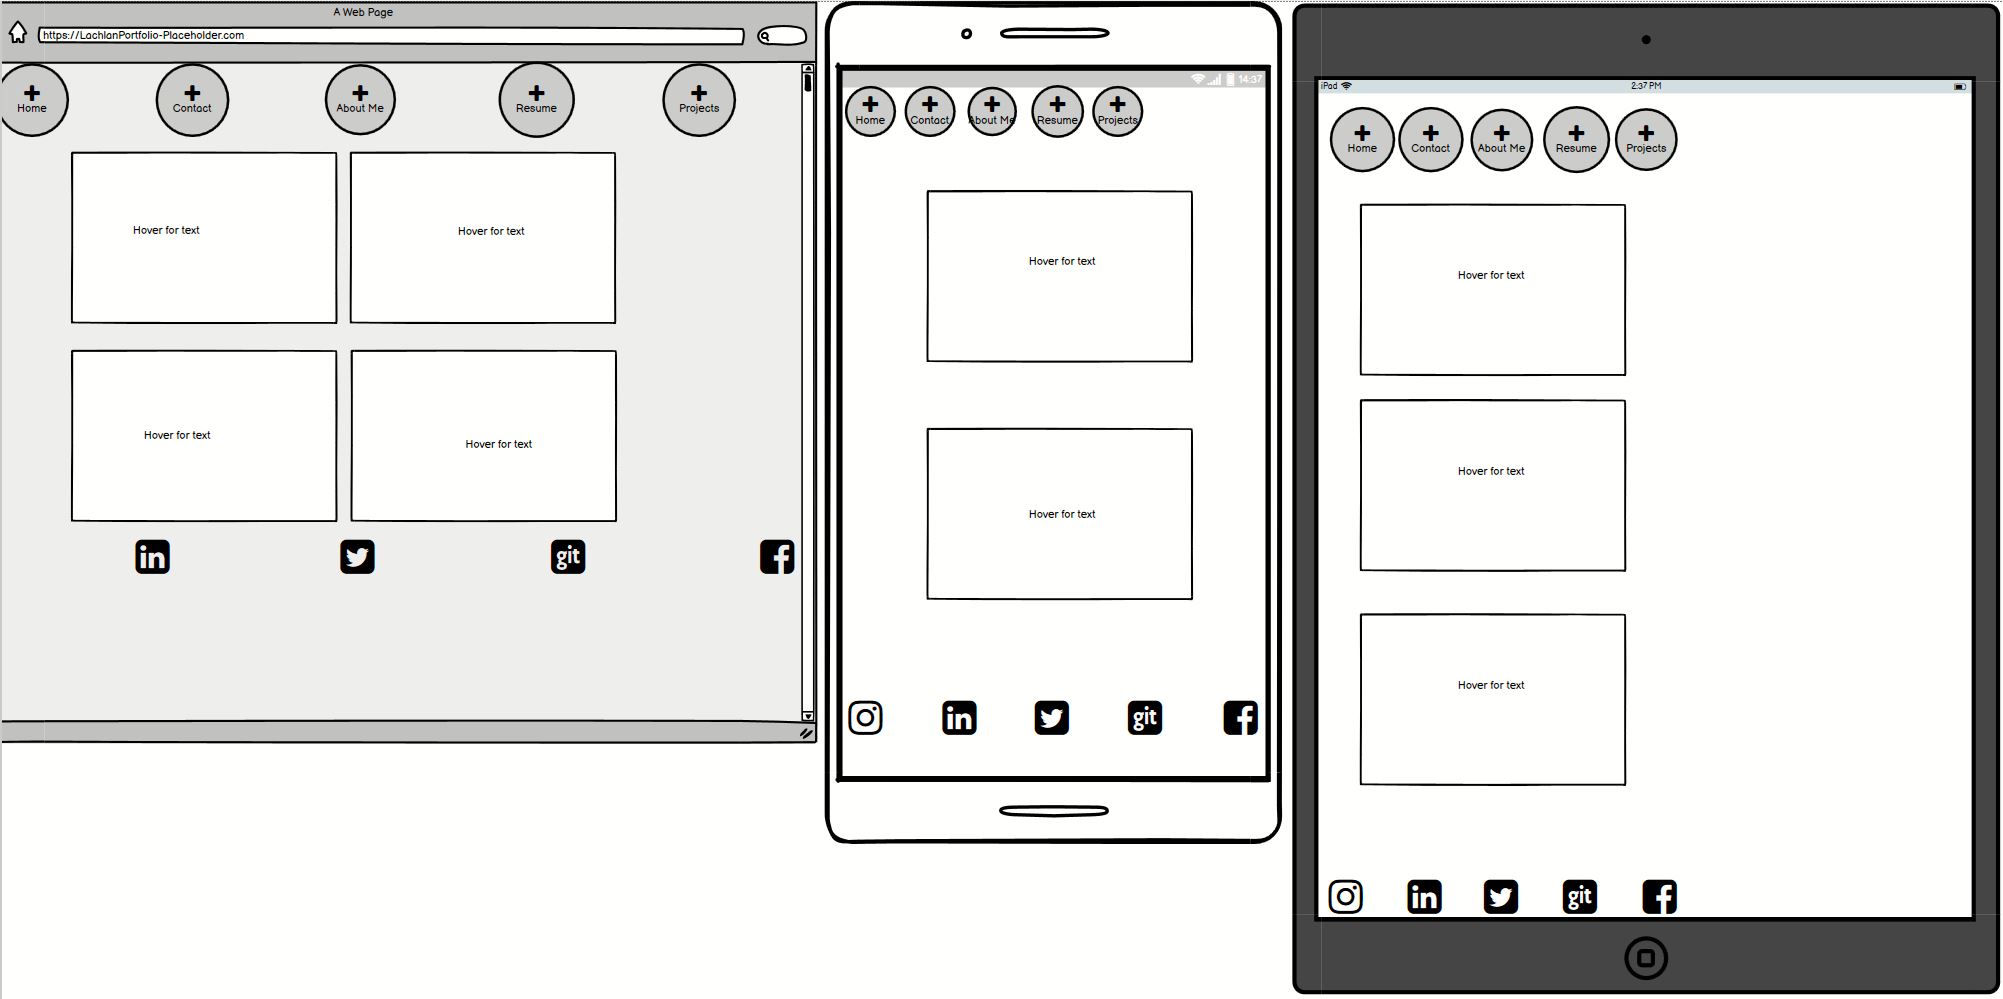 A Web Page
https://LachlanPortfolio-Placeholder.com
Home
Contact
About Me
Resume
Projects
Hover for text
Hover for text
Hover for text
Hover for text
in
git
f
14:37
Home
Contact
About Me
Resume
Projects
Hover for text
Hover for text
in
git
f
iPad
2:37 PM
Home
Contact
About Me
Resume
Projects
Hover for text
Hover for text
Hover for text
in
git
f